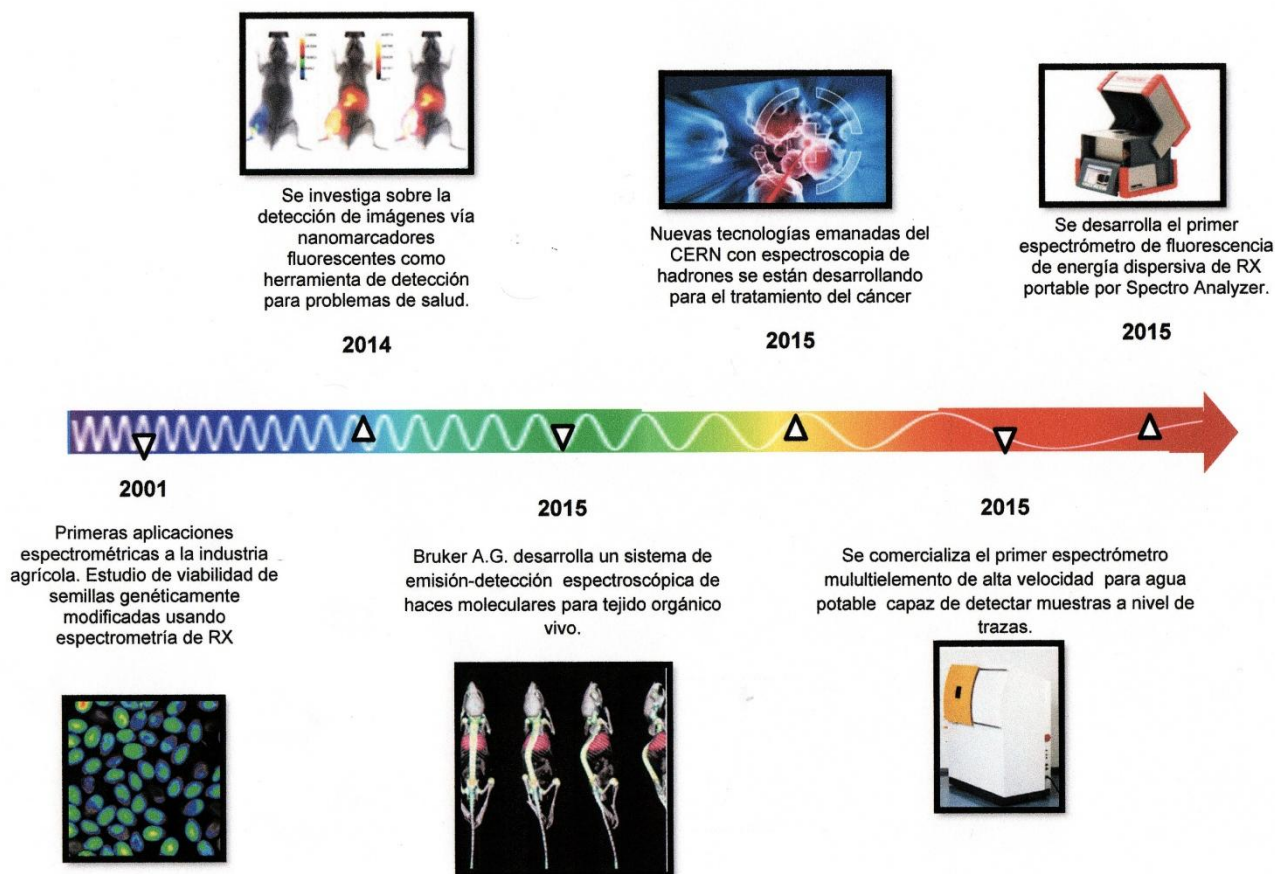 Se investiga sobre la
detección de imágenes vía
nanomarcadores
fluorescentes como
herramienta de detección
para problemas de salud.
2014
Nuevas tecnologías emanadas del
CERN con espectroscopia de
hadrones se están desarrollando
para el tratamiento del cáncer
2015
Se desarrolla el primer
espectrómetro de fluorescencia
de energía dispersiva de RX
portable por Spectro Analyzer.
2015
2001
Primeras aplicaciones
espectrométricas a la industria
agrícola. Estudio de viabilidad de
semillas genéticamente
modificadas usando
espectrometría de RX
2015
Bruker A.G. desarrolla un sistema de
emisión-detección espectroscópica de
haces moleculares para tejido orgánico
vivo.
2015
Se comercializa el primer espectrómetro
mulultielemento de alta velocidad para agua
potable capaz de detectar muestras a nivel de
trazas.